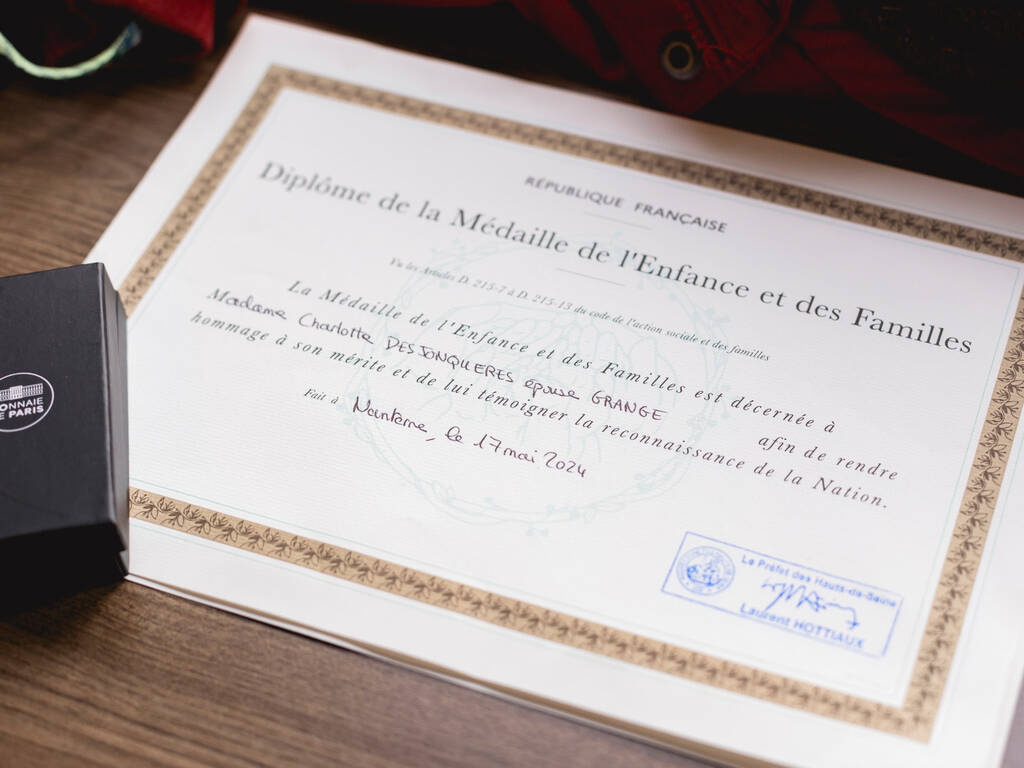 RÉPUBLIQUE FRANÇAISE
Diplôme de la Médaille de l'Enfance et des Familles
Vu les Articles D. 215-7 à D. 215-13 du code de l'action sociale et des familles
La Médaille de l'Enfance et des Familles est décernée à
Madame Charlotte DESJONQUERES épouse GRANGE afin de rendre
hommage à son mérite et de lui témoigner la reconnaissance de la Nation.
Fait à Nanterre, le 17 mai 2024
Le Préfet des Hauts-de-Seine
Laurent HOTTIAUX
ONNAIE
E PARIS